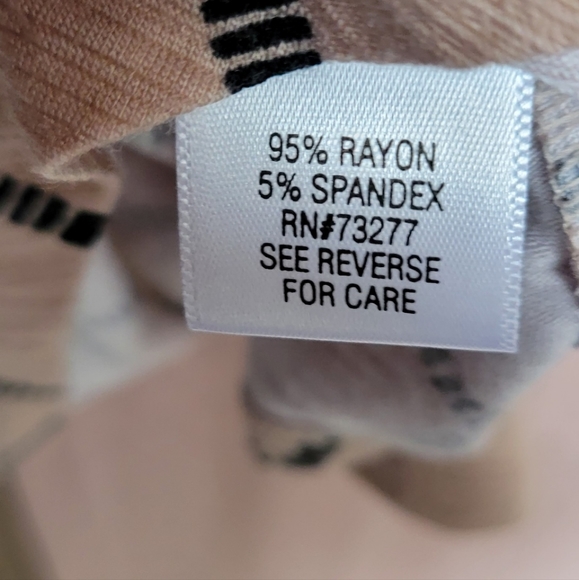 95% RAYON
5% SPANDEX
RN#73277
SEE REVERSE
FOR CARE